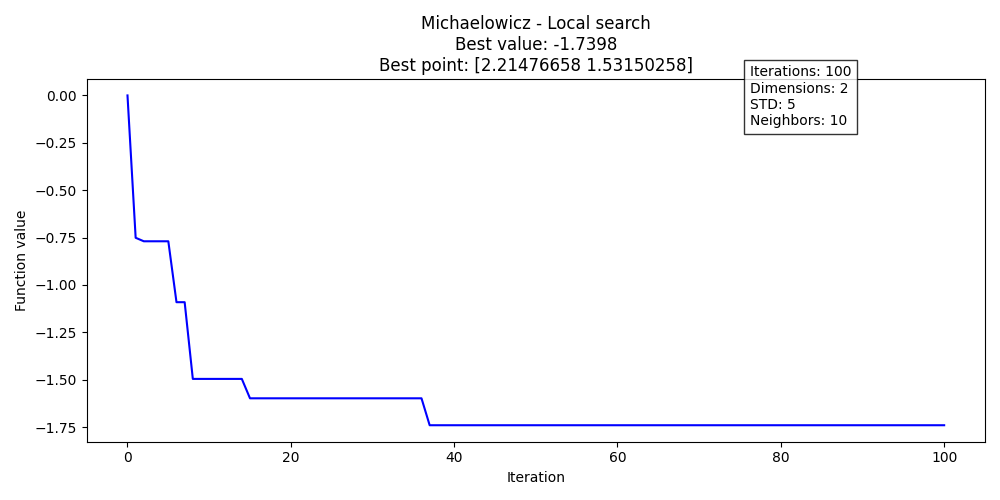 Michaelowicz - Local search
Best value: -1.7398
Best point: [2.21476658 1.53150258]
Iterations: 100
Dimensions: 2
STD: 5
Neighbors: 10
Function value
0.00
−0.25
−0.50
−0.75
−1.00
−1.25
−1.50
−1.75
0 20 40 60 80 100
Iteration